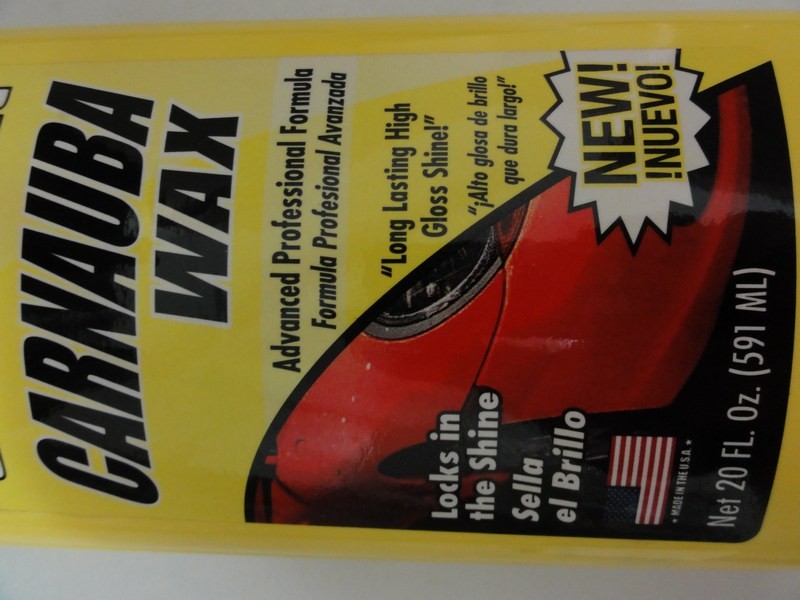 CARNAUBA
WAX
Advanced Professional Formula
Formula Profesional Avanzada
"Long Lasting High
Gloss Shine!"
"¡Alto glosa de brillo
que dura largo!"
NEW!
!NUEVO!
Locks in
the Shine
Sella
el Brillo
★ MADE IN THE U.S.A. ★
Net 20 FL. Oz. (591 ML)